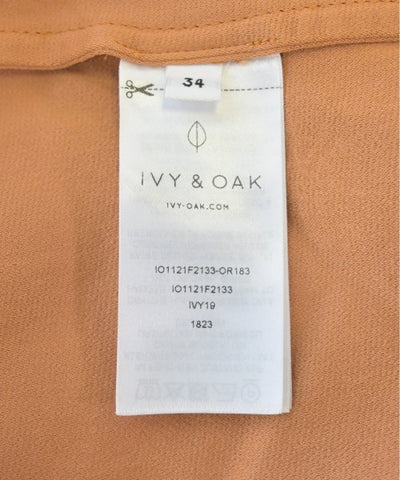 34
IVY & OAK
IVY-OAK.COM
IO1121F2133-OR183
IO1121F2133
IVY19
1823